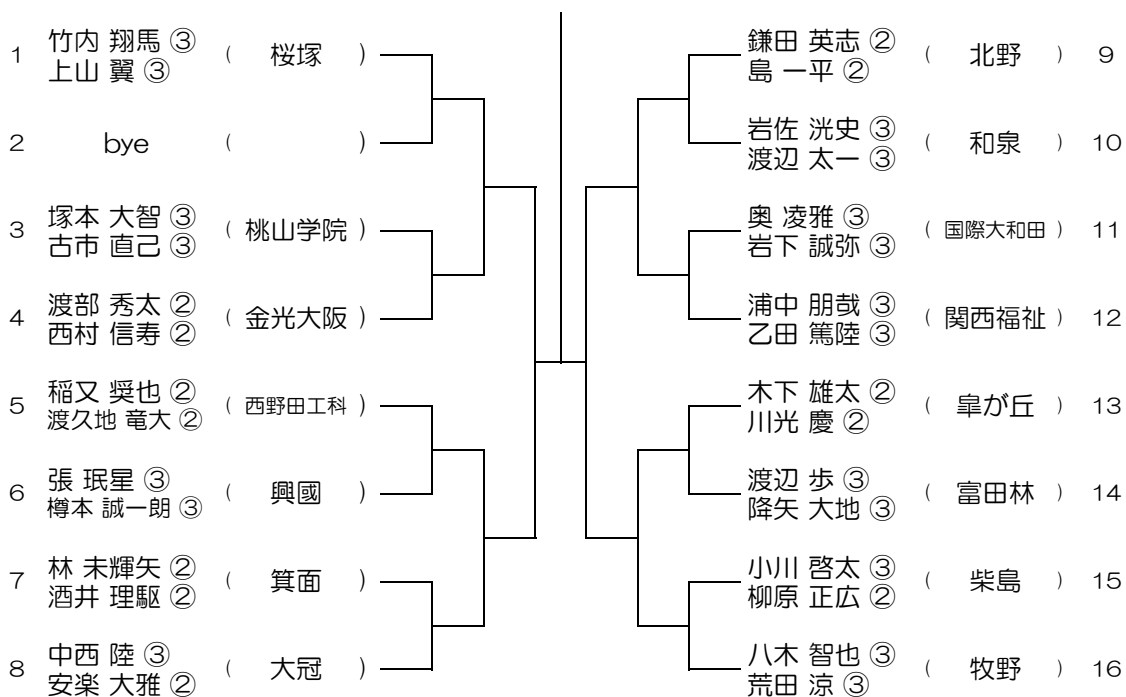 1 竹内 翔馬 ③ ( 桜塚 )
上山 翼 ③
2 bye ( )
3 塚本 大智 ③ ( 桃山学院 )
古市 直己 ③
4 渡部 秀太 ② ( 金光大阪 )
西村 信寿 ②
5 稲又 奨也 ② ( 西野田工科 )
渡久地 竜大 ②
6 張 珉星 ③ ( 興國 )
樽本 誠一朗 ③
7 林 未輝矢 ② ( 箕面 )
酒井 理駆 ②
8 中西 陸 ③ ( 大冠 )
安楽 大雅 ②
鎌田 英志 ② ( 北野 ) 9
島 一平 ②
岩佐 洸史 ③ ( 和泉 ) 10
渡辺 太一 ③
奥 凌雅 ③ ( 国際大和田 ) 11
岩下 誠弥 ③
浦中 朋哉 ③ ( 関西福祉 ) 12
乙田 篤陸 ③
木下 雄太 ② ( 皐が丘 ) 13
川光 慶 ②
渡辺 歩 ③ ( 富田林 ) 14
降矢 大地 ③
小川 啓太 ③ ( 柴島 ) 15
柳原 正広 ②
八木 智也 ③ ( 牧野 ) 16
荒田 涼 ③